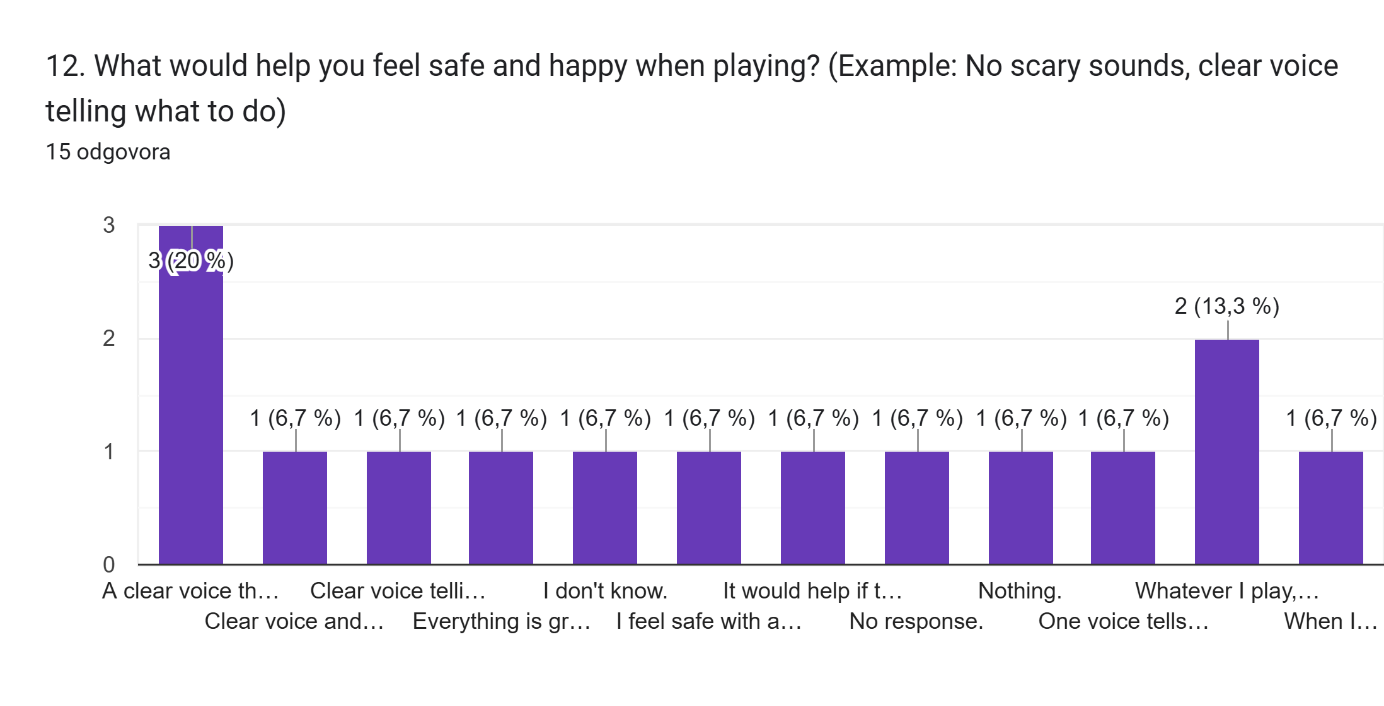 12. What would help you feel safe and happy when playing? (Example: No scary sounds, clear voice
telling what to do)
15 odgovora
3
2
1
0
3 (20 %)
1 (6,7 %)
1 (6,7 %)
1 (6,7 %)
1 (6,7 %)
1 (6,7 %)
1 (6,7 %)
1 (6,7 %)
1 (6,7 %)
1 (6,7 %)
2 (13,3 %)
1 (6,7 %)
A clear voice th…
Clear voice and…
Clear voice telli…
Everything is gr…
I don't know.
I feel safe with a…
It would help if t…
No response.
Nothing.
One voice tells…
Whatever I play,…
When I…